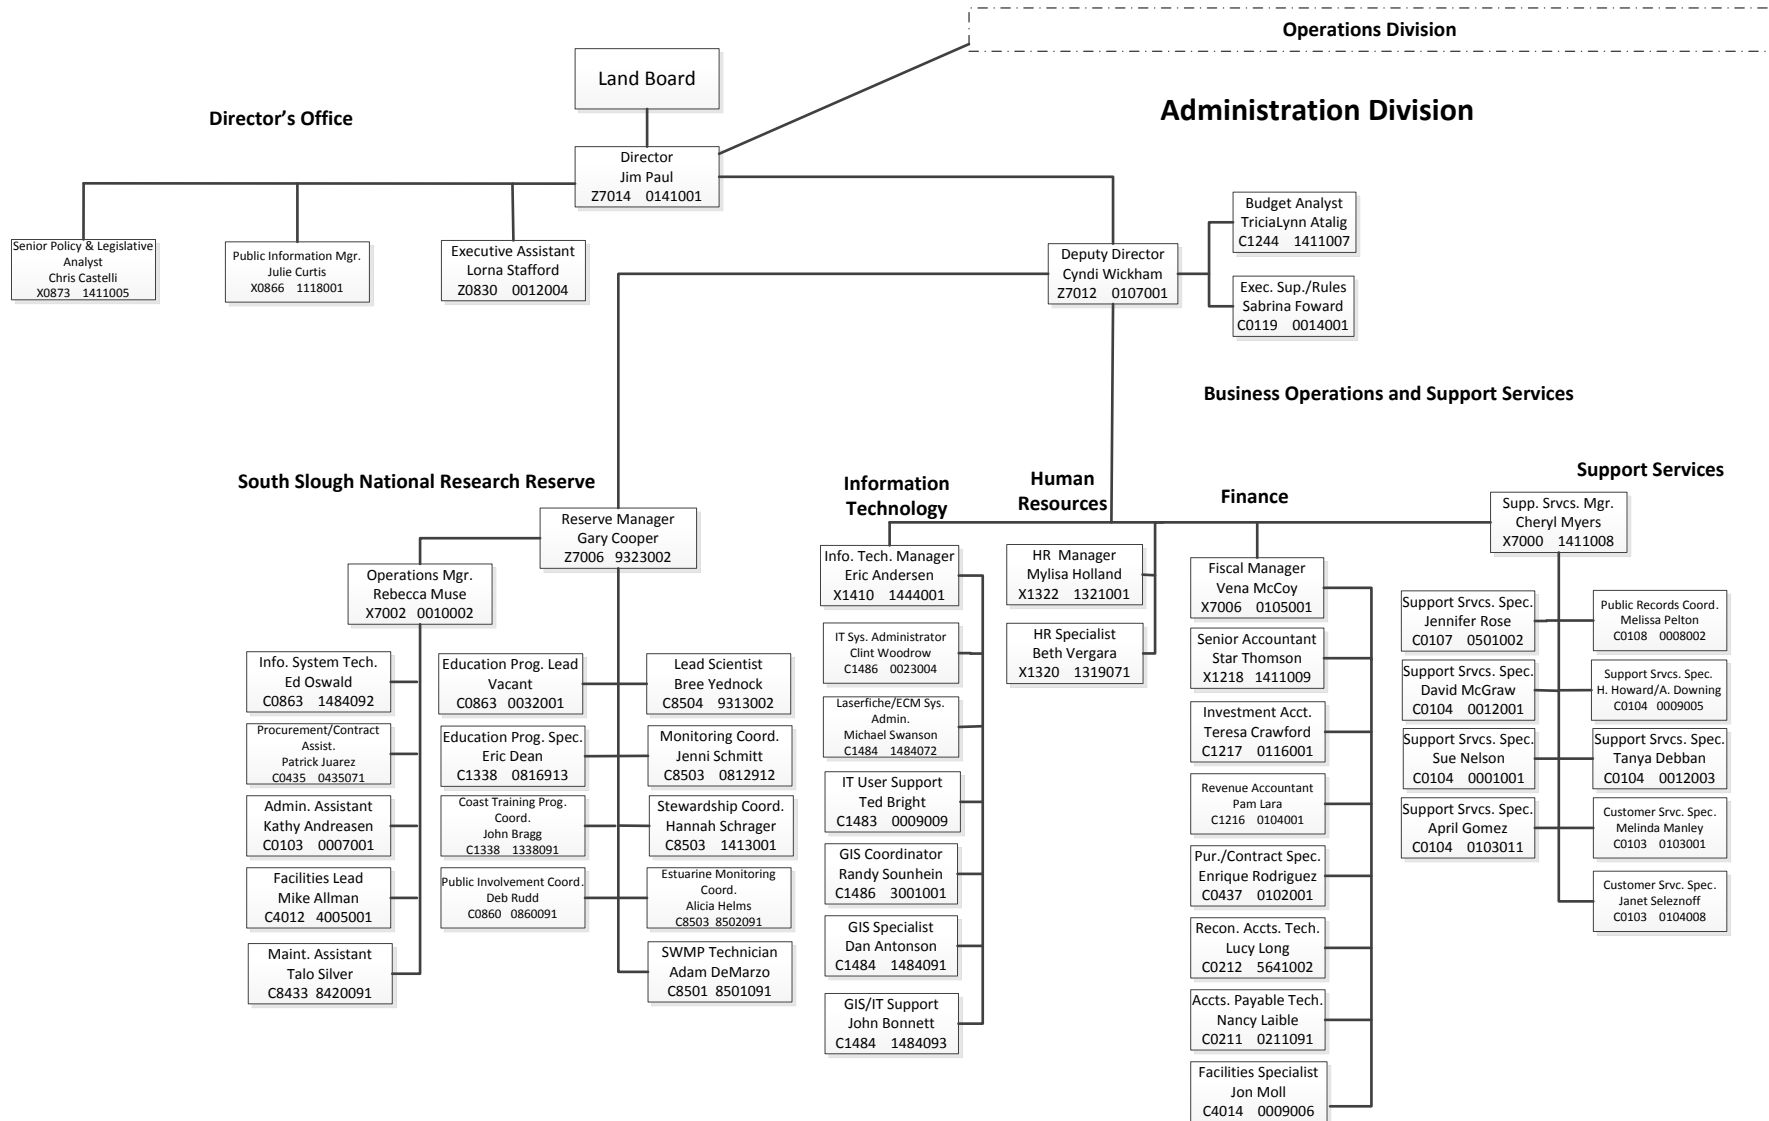 Operations Division
Land Board
Administration Division
Director's Office
Director
Jim Paul
Z7014 0141001
Senior Policy & Legislative
Analyst
Chris Castelli
X0873 1411005
Public Information Mgr.
Julie Curtis
X0866 1118001
Executive Assistant
Lorna Stafford
Z0830 0012004
Deputy Director
Cyndi Wickham
Z7012 0107001
Budget Analyst
TriciaLynn Atalig
C1244 1411007
Exec. Sup./Rules
Sabrina Foward
C0119 0014001
Business Operations and Support Services
South Slough National Research Reserve
Reserve Manager
Gary Cooper
Z7006 9323002
Operations Mgr.
Rebecca Muse
X7002 0010002
Info. System Tech.
Ed Oswald
C0863 1484092
Procurement/Contract
Assist.
Patrick Juarez
C0435 0435071
Admin. Assistant
Kathy Andreasen
C0103 0007001
Facilities Lead
Mike Allman
C4012 4005001
Maint. Assistant
Talo Silver
C8433 8420091
Education Prog. Lead
Vacant
C0863 0032001
Education Prog. Spec.
Eric Dean
C1338 0816913
Coast Training Prog.
Coord.
John Bragg
C1338 1338091
Public Involvement Coord.
Deb Rudd
C0860 0860091
Lead Scientist
Bree Yednock
C8504 9313002
Monitoring Coord.
Jenni Schmitt
C8503 0812912
Stewardship Coord.
Hannah Schrager
C8503 1413001
Estuarine Monitoring
Coord.
Alicia Helms
C8503 8502091
SWMP Technician
Adam DeMarzo
C8501 8501091
Information
Technology
Info. Tech. Manager
Eric Andersen
X1410 1444001
IT Sys. Administrator
Clint Woodrow
C1486 0023004
Laserfiche/ECM Sys.
Admin.
Michael Swanson
C1484 1484072
IT User Support
Ted Bright
C1483 0009009
GIS Coordinator
Randy Sounhein
C1486 3001001
GIS Specialist
Dan Antonson
C1484 1484091
GIS/IT Support
John Bonnett
C1484 1484093
Human
Resources
HR Manager
Mylisa Holland
X1322 1321001
HR Specialist
Beth Vergara
X1320 1319071
Finance
Fiscal Manager
Vena McCoy
X7006 0105001
Senior Accountant
Star Thomson
X1218 1411009
Investment Acct.
Teresa Crawford
C1217 0116001
Revenue Accountant
Pam Lara
C1216 0104001
Pur./Contract Spec.
Enrique Rodriguez
C0437 0102001
Recon. Accts. Tech.
Lucy Long
C0212 5641002
Accts. Payable Tech.
Nancy Laible
C0211 0211091
Facilities Specialist
Jon Moll
C4014 0009006
Support Services
Supp. Srvcs. Mgr.
Cheryl Myers
X7000 1411008
Support Srvcs. Spec.
Jennifer Rose
C0107 0501002
Support Srvcs. Spec.
David McGraw
C0104 0012001
Support Srvcs. Spec.
Sue Nelson
C0104 0001001
Support Srvcs. Spec.
April Gomez
C0104 0103011
Public Records Coord.
Melissa Pelton
C0108 0008002
Support Srvcs. Spec.
H. Howard/A. Downing
C0104 0009005
Support Srvcs. Spec.
Tanya Debban
C0104 0012003
Customer Srvc. Spec.
Melinda Manley
C0103 0103001
Customer Srvc. Spec.
Janet Seleznoff
C0103 0104008